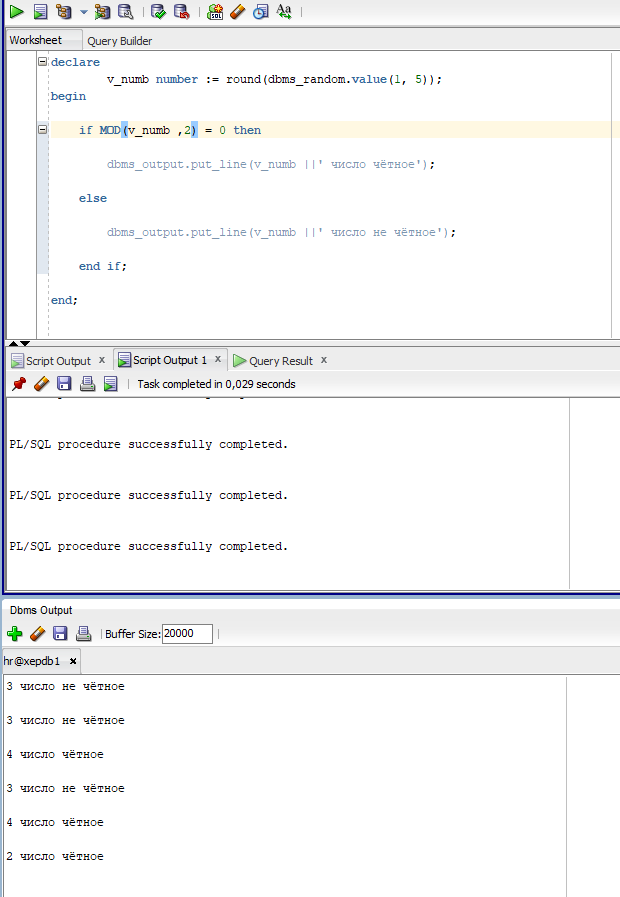 Worksheet Query Builder
declare
v_numb number := round(dbms_random.value(1, 5));
begin
if MOD(v_numb ,2) = 0 then
dbms_output.put_line(v_numb ||' число чётное');
else
dbms_output.put_line(v_numb ||' число не чётное');
end if;
end;
Script Output x Script Output 1 x Query Result x
Task completed in 0,029 seconds
PL/SQL procedure successfully completed.
PL/SQL procedure successfully completed.
PL/SQL procedure successfully completed.
Dbms Output
Buffer Size: 20000
hr@xepdb1 x
3 число не чётное
3 число не чётное
4 число чётное
3 число не чётное
4 число чётное
2 число чётное